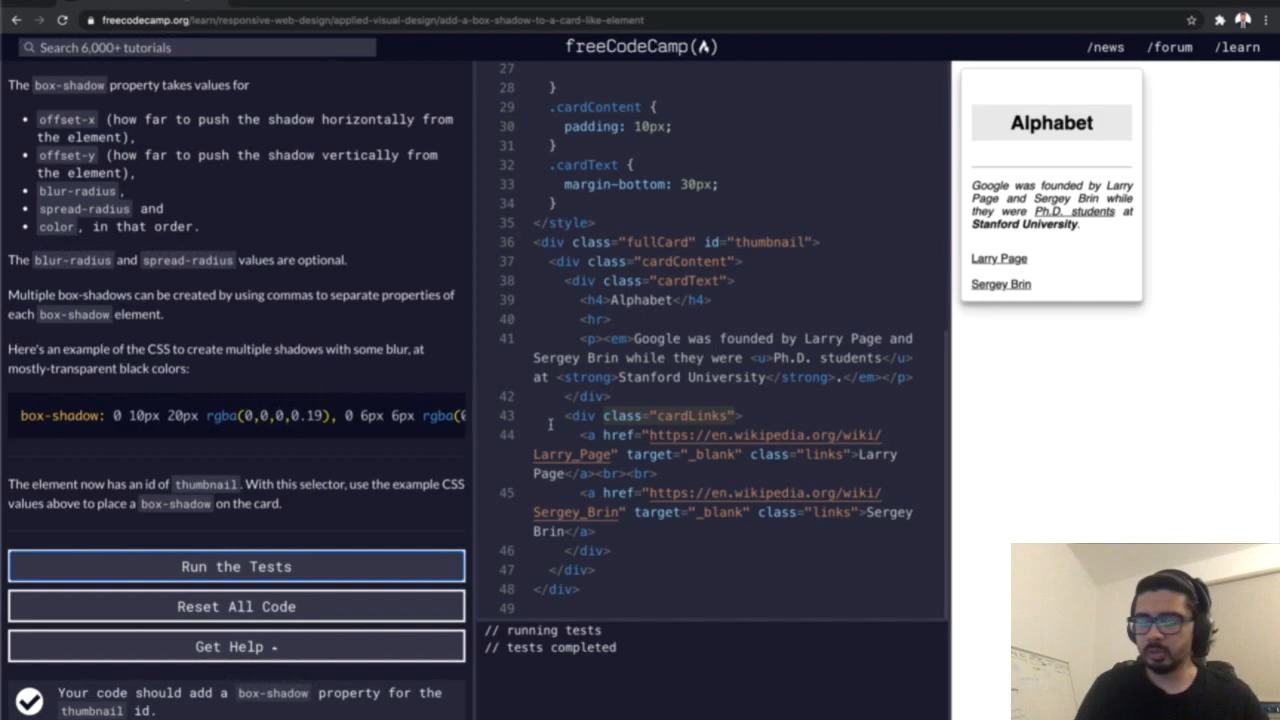 freecodecamp.org/learn/responsive-web-design/applied-visual-design/add-a-box-shadow-to-a-card-like-element
Search 6,000+ tutorials
freeCodeCamp
/news
/forum
/learn
The box-shadow property takes values for
offset-x (how far to push the shadow horizontally from
the element),
offset-y (how far to push the shadow vertically from
the element),
blur-radius,
spread-radius and
color, in that order.
The blur-radius and spread-radius values are optional.
Multiple box-shadows can be created by using commas to separate properties of
each box-shadow element.
Here's an example of the CSS to create multiple shadows with some blur, at
mostly-transparent black colors:
box-shadow: 0 10px 20px rgba(0,0,0,0.19), 0 6px 6px rgba(0
The element now has an id of thumbnail. With this selector, use the example CSS
values above to place a box-shadow on the card.
Run the Tests
Reset All Code
Get Help
Your code should add a box-shadow property for the
thumbnail id.
27
28 }
29 .cardContent {
30 padding: 10px;
31 }
32 .cardText {
33 margin-bottom: 30px;
34 }
35 </style>
36 <div class="fullCard" id="thumbnail">
37 <div class="cardContent">
38 <div class="cardText">
39 <h4>Alphabet</h4>
40 <hr>
41 <p><em>Google was founded by Larry Page and
Sergey Brin while they were <u>Ph.D. students</u>
at <strong>Stanford University</strong>.</em></p>
42 </div>
43 <div class="cardLinks">
44 <a href="https://en.wikipedia.org/wiki/
Larry_Page" target="_blank" class="links">Larry
Page</a><br><br>
45 <a href="https://en.wikipedia.org/wiki/
Sergey_Brin" target="_blank" class="links">Sergey
Brin</a>
46 </div>
47 </div>
48 </div>
49
// running tests
// tests completed
Alphabet
Google was founded by Larry
Page and Sergey Brin while
they were Ph.D. students at
Stanford University.
Larry Page
Sergey Brin